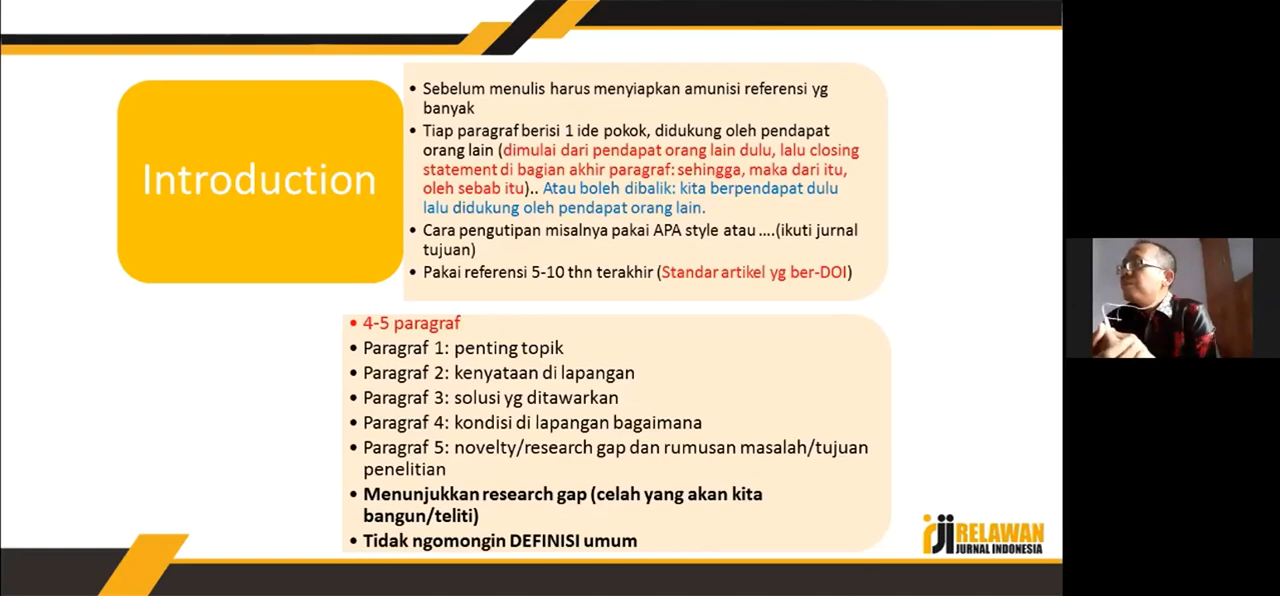 Introduction
• Sebelum menulis harus menyiapkan amunisi referensi yg
banyak
• Tiap paragraf berisi 1 ide pokok, didukung oleh pendapat
orang lain (dimulai dari pendapat orang lain dulu, lalu closing
statement di bagian akhir paragraf: sehingga, maka dari itu,
oleh sebab itu).. Atau boleh dibalik: kita berpendapat dulu
lalu didukung oleh pendapat orang lain.
• Cara pengutipan misalnya pakai APA style atau ....(ikuti jurnal
tujuan)
• Pakai referensi 5-10 thn terakhir (Standar artikel yg ber-DOI)
• 4-5 paragraf
• Paragraf 1: penting topik
• Paragraf 2: kenyataan di lapangan
• Paragraf 3: solusi yg ditawarkan
• Paragraf 4: kondisi di lapangan bagaimana
• Paragraf 5: novelty/research gap dan rumusan masalah/tujuan
penelitian
• Menunjukkan research gap (celah yang akan kita
bangun/teliti)
• Tidak ngomongin DEFINISI umum
rji RELAWAN
JURNAL INDONESIA